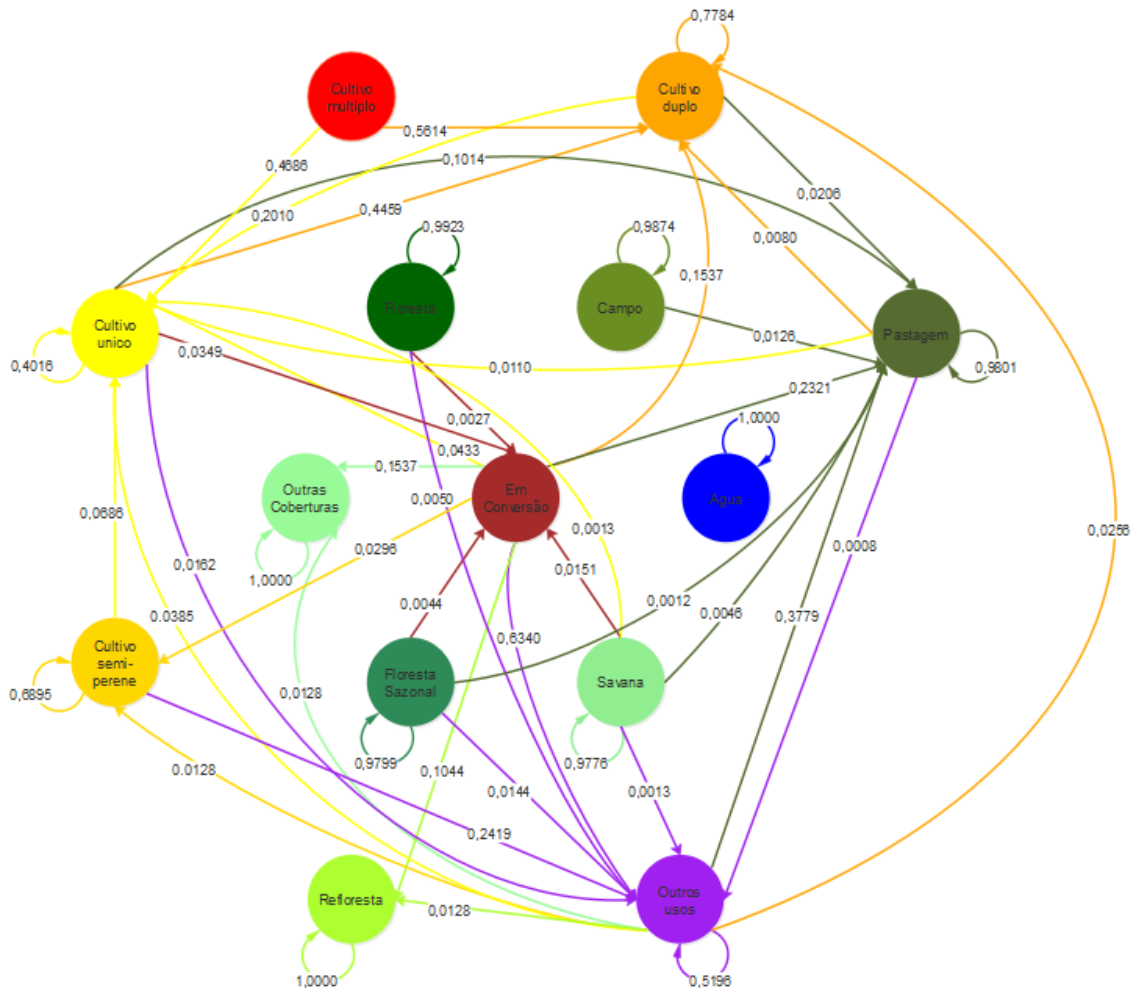 0,7784
Cultivo
multiplo
Cultivo
duplo
0,5614
0,4686
0,1014
0,0206
0,2010
0,4459
0,9923
0,9874
0,0080
0,1537
Floresta
Campo
Cultivo
unico
Pastagem
0,0349
0,0126
0,4016
0,0110
0,9801
0,2321
0,0027
1,0000
0,0433
0,1537
Outras
Coberturas
Em
Conversão
Agua
0,0050
0,0686
0,0013
0,0256
0,0296
0,0008
0,0162
0,0151
1,0000
0,0044
0,0012
0,0046
0,3779
0.0385
0,6340
Cultivo
semi-
perene
Floresta
Sazonal
Savana
0,6895
0,0128
0,9799
0,9776
0.0128
0,1044
0,0144
0,0013
0,2419
Refloresta
Outros
usos
0,0128
1,0000
0,5196